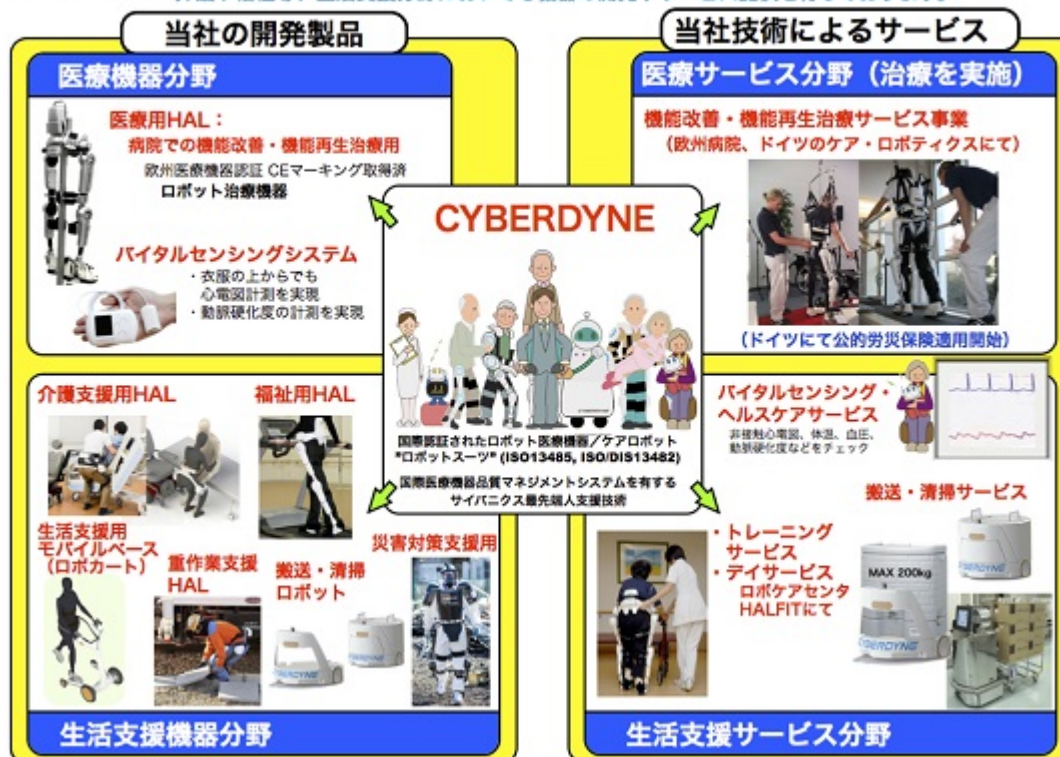 当社の開発製品
医療機器分野
医療用HAL：
病院での機能改善・機能再生治療用
欧州医療機器認証 CEマーキング取得済
ロボット治療機器
バイタルセンシングシステム
・衣服の上からでも
心電図計測を実現
・動脈硬化度の計測を実現
当社技術によるサービス
医療サービス分野（治療を実施）
機能改善・機能再生治療サービス事業
（欧州病院、ドイツのケア・ロボティクスにて）
（ドイツにて公的労災保険適用開始）
CYBERDYNE
国際認証されたロボット医療機器／ケアロボット
"ロボットスーツ" (ISO13485, ISO/DIS13482)
国際医療機器品質マネジメントシステムを有する
サイバニクス最先端人支援技術
介護支援用HAL
福祉用HAL
生活支援用
モバイルベース
（ロボカート）
重作業支援
HAL
搬送・清掃
ロボット
災害対策支援用
CYBERDYNE
CYBERDYNE
生活支援機器分野
バイタルセンシング・
ヘルスケアサービス
非接触心電図、体温、血圧、
動脈硬化度などをチェック
搬送・清掃サービス
・トレーニング
サービス
・デイサービス
ロボケアセンタ
HALFITにて
MAX 200kg
CYBERDYNE
CYBERDYNE
生活支援サービス分野